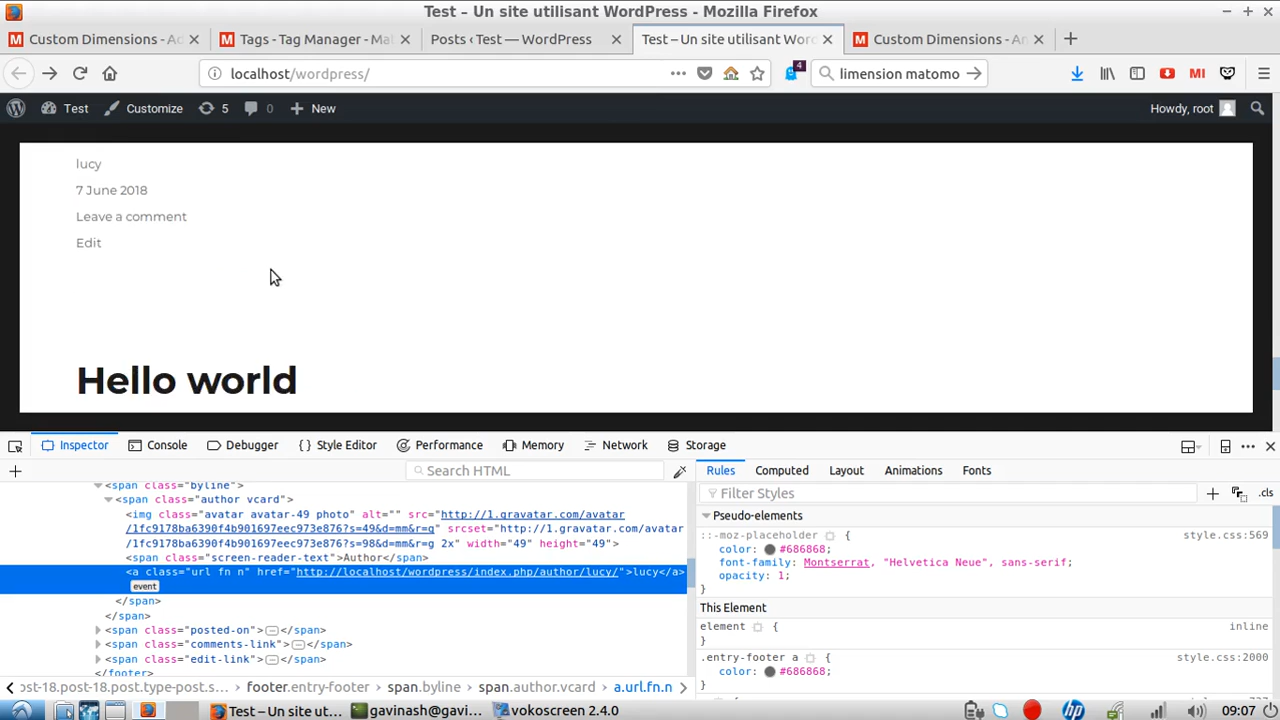 Test – Un site utilisant WordPress - Mozilla Firefox
Custom Dimensions - Ad
Tags - Tag Manager - Mat
Posts ‹ Test — WordPress
Test – Un site utilisant Wor
Custom Dimensions - An
localhost/wordpress/
4
limension matomo
MI
Test
Customize
5
0
New
Howdy, root
lucy
7 June 2018
Leave a comment
Edit
Hello world
Inspector
Console
Debugger
{ } Style Editor
Performance
Memory
Network
Storage
Search HTML
Rules
Computed
Layout
Animations
Fonts
Filter Styles
.cls
<span class="byline">
<span class="author vcard">
<img class="avatar avatar-49 photo" alt="" src="http://1.gravatar.com/avatar
/1fc9178ba6390f4b901697eec973e876?s=49&d=mm&r=g" srcset="http://1.gravatar.com/avatar
/1fc9178ba6390f4b901697eec973e876?s=98&d=mm&r=g 2x" width="49" height="49">
<span class="screen-reader-text">Author</span>
<a class="url fn n" href="http://localhost/wordpress/index.php/author/lucy/">lucy</a>
event
</span>
</span>
<span class="posted-on"></span>
<span class="comments-link"></span>
<span class="edit-link"></span>
</footer>
Pseudo-elements
::-moz-placeholder { style.css:569
color: #686868;
font-family: Montserrat, "Helvetica Neue", sans-serif;
opacity: 1;
}
This Element
element { inline
}
.entry-footer a { style.css:2000
color: #686868;
}
ost-18.post.type-post.s...
footer.entry-footer
span.byline
span.author.vcard
a.url.fn.n
Test – Un site ut...
gavinash@gavi...
vokoscreen 2.4.0
hp
09:07